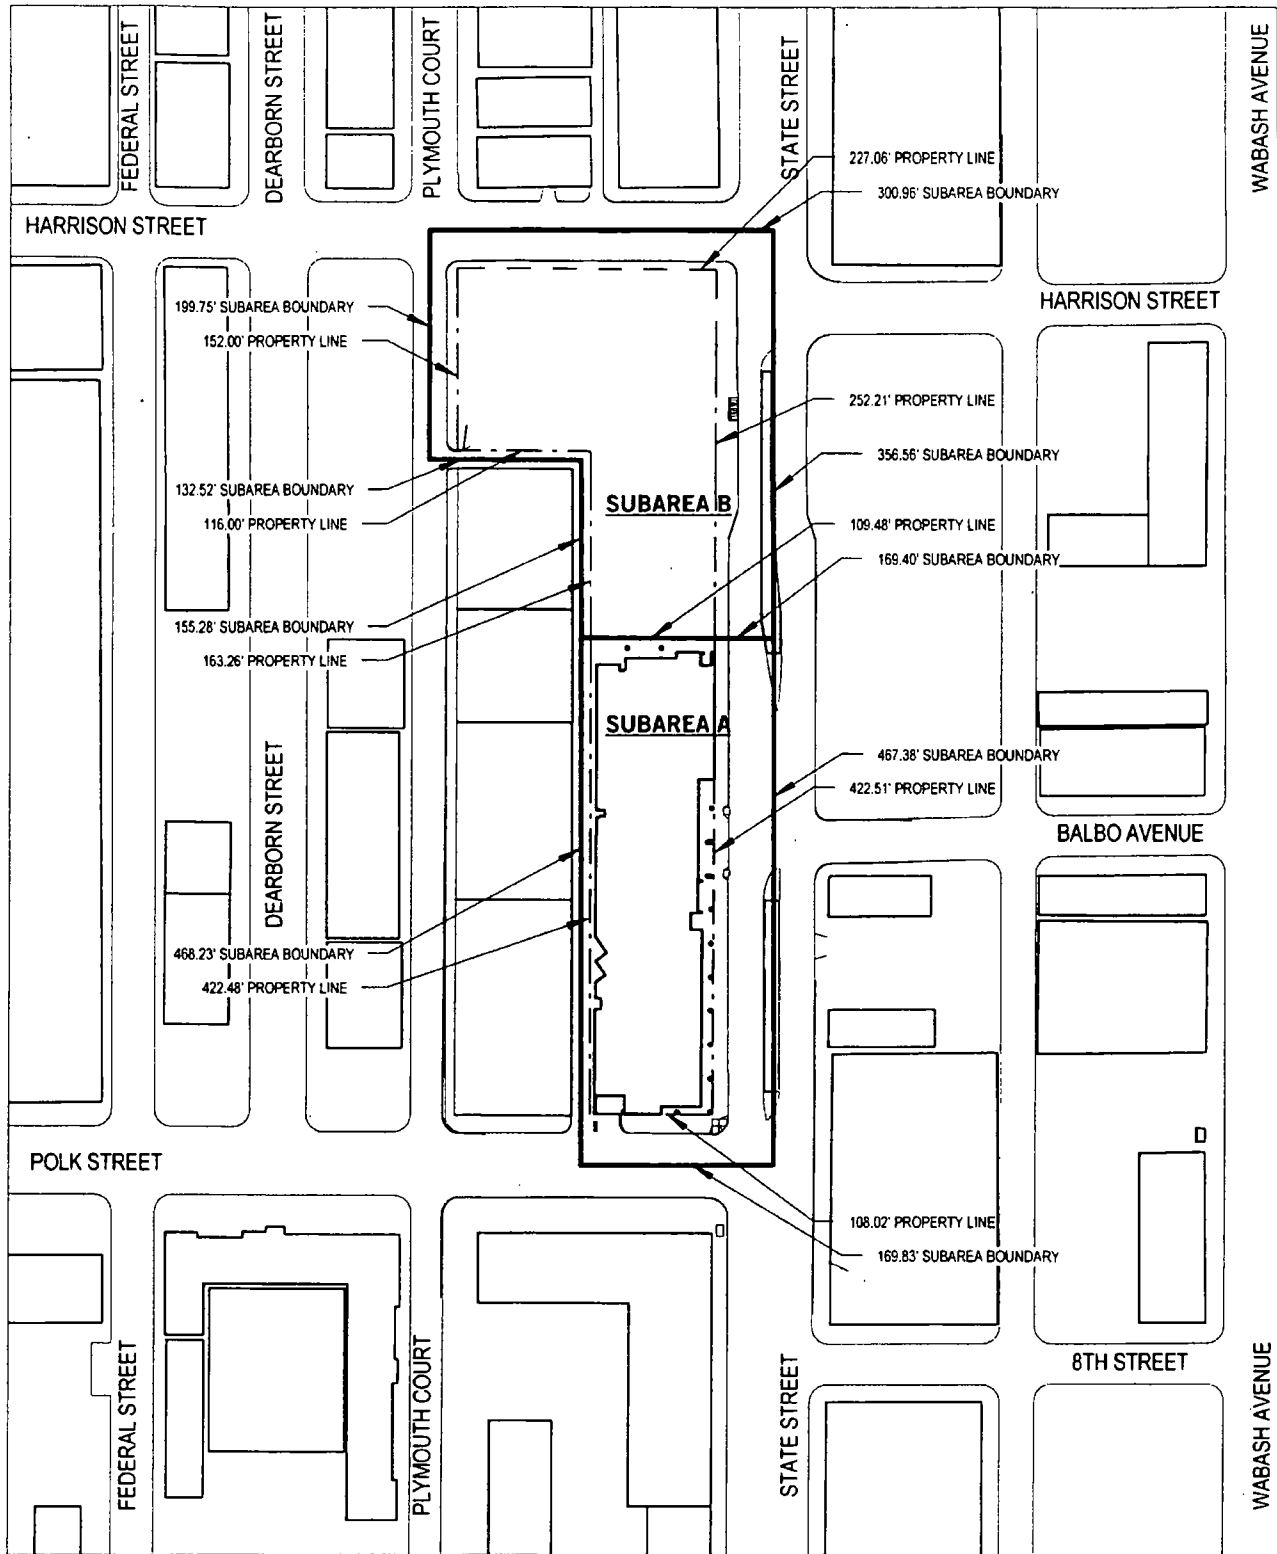 FEDERAL STREET
DEARBORN STREET
PLYMOUTH COURT
STATE STREET
WABASH AVENUE
227.06' PROPERTY LINE
300.96' SUBAREA BOUNDARY
HARRISON STREET
HARRISON STREET
199.75' SUBAREA BOUNDARY
152.00' PROPERTY LINE
252.21' PROPERTY LINE
356.56' SUBAREA BOUNDARY
132.52' SUBAREA BOUNDARY
116.00' PROPERTY LINE
SUBAREA B
109.48' PROPERTY LINE
169.40' SUBAREA BOUNDARY
155.28' SUBAREA BOUNDARY
163.26' PROPERTY LINE
SUBAREA A
467.38' SUBAREA BOUNDARY
422.51' PROPERTY LINE
DEARBORN STREET
BALBO AVENUE
468.23' SUBAREA BOUNDARY
422.48' PROPERTY LINE
POLK STREET
108.02' PROPERTY LINE
169.83' SUBAREA BOUNDARY
FEDERAL STREET
PLYMOUTH COURT
STATE STREET
8TH STREET
WABASH AVENUE